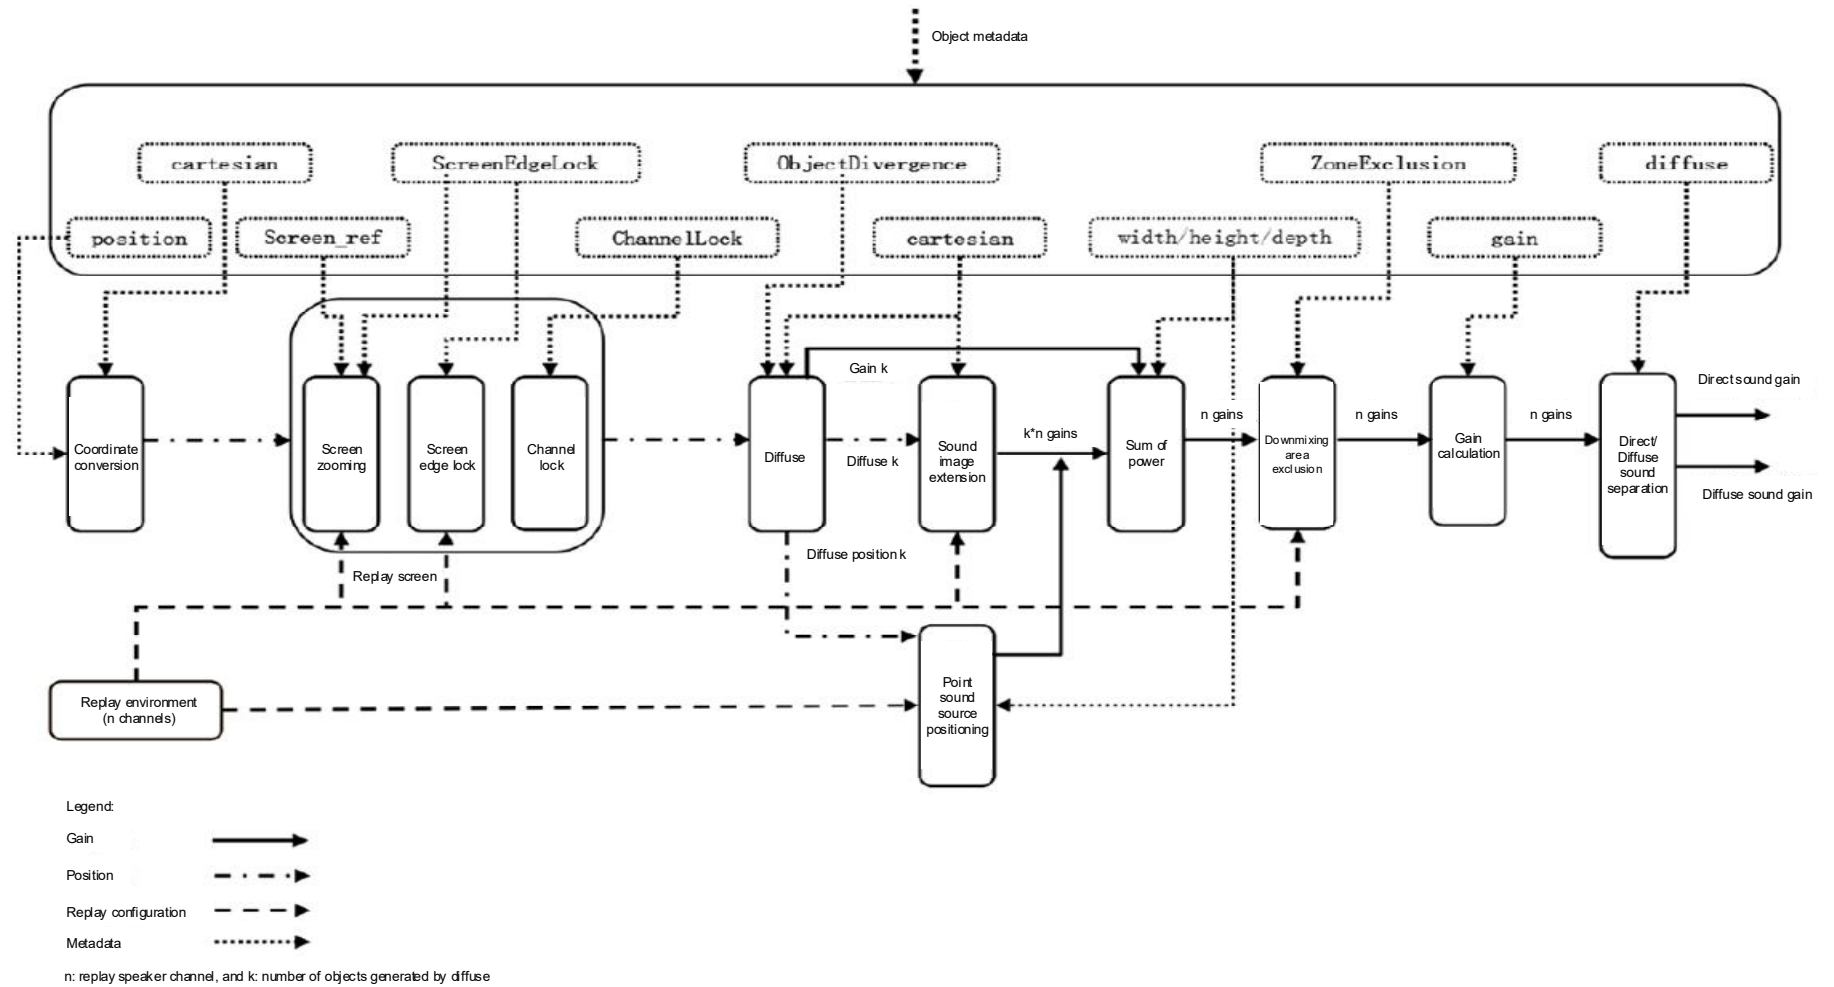 Object metadata
cartesian
ScreenEdgeLock
ObjectDivergence
ZoneExclusion
diffuse
position
Screen_ref
ChannelLock
cartesian
width/height/depth
gain
Gain k
Direct sound gain
n gains
n gains
n gains
k*n gains
Coordinate
conversion
Screen
zooming
Screen
edge lock
Channel
lock
Diffuse
Diffuse k
Sound
image
extension
Sum of
power
Downmixing
area
exclusion
Gain
calculation
Direct/
Diffuse
sound
separation
Diffuse sound gain
Diffuse position k
Replay screen
Replay environment
(n channels)
Point
sound
source
positioning
Legend:
Gain
Position
Replay configuration
Metadata
n: replay speaker channel, and k: number of objects generated by diffuse